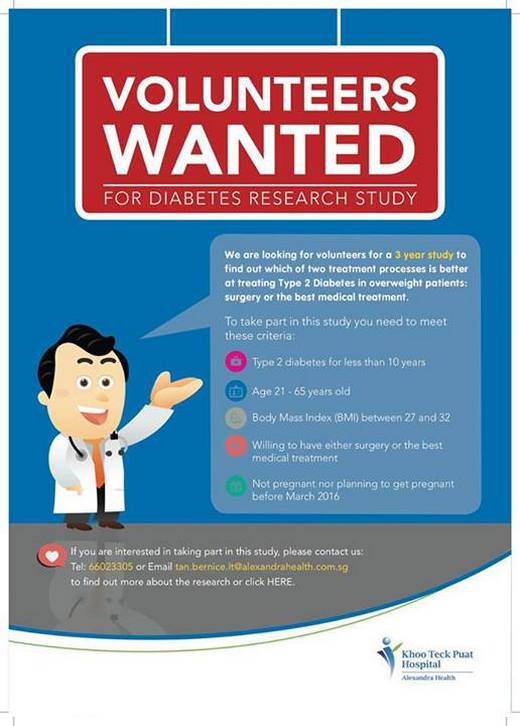 VOLUNTEERS
WANTED
FOR DIABETES RESEARCH STUDY
We are looking for volunteers for a 3 year study to
find out which of two treatment processes is better
at treating Type 2 Diabetes in overweight patients:
surgery or the best medical treatment.
To take part in this study you need to meet
these criteria:
Type 2 diabetes for less than 10 years
Age 21 - 65 years old
Body Mass Index (BMI) between 27 and 32
Willing to have either surgery or the best
medical treatment
Not pregnant nor planning to get pregnant
before March 2016
If you are interested in taking part in this study, please contact us:
Tel: 66023305 or Email tan.bernice.lt@alexandrahealth.com.sg
to find out more about the research or click HERE.
Khoo Teck Puat
Hospital
Alexandra Health